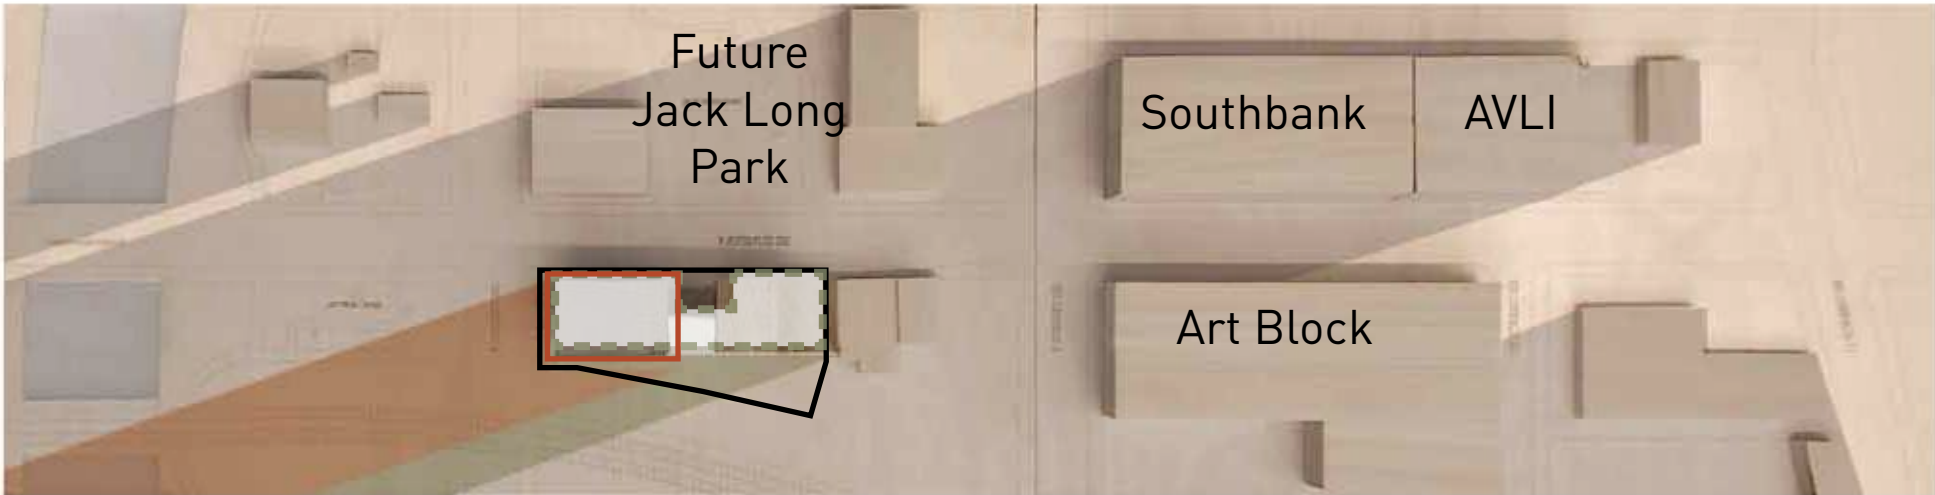 Future
Jack Long
Park
Southbank
AVLI
Art Block